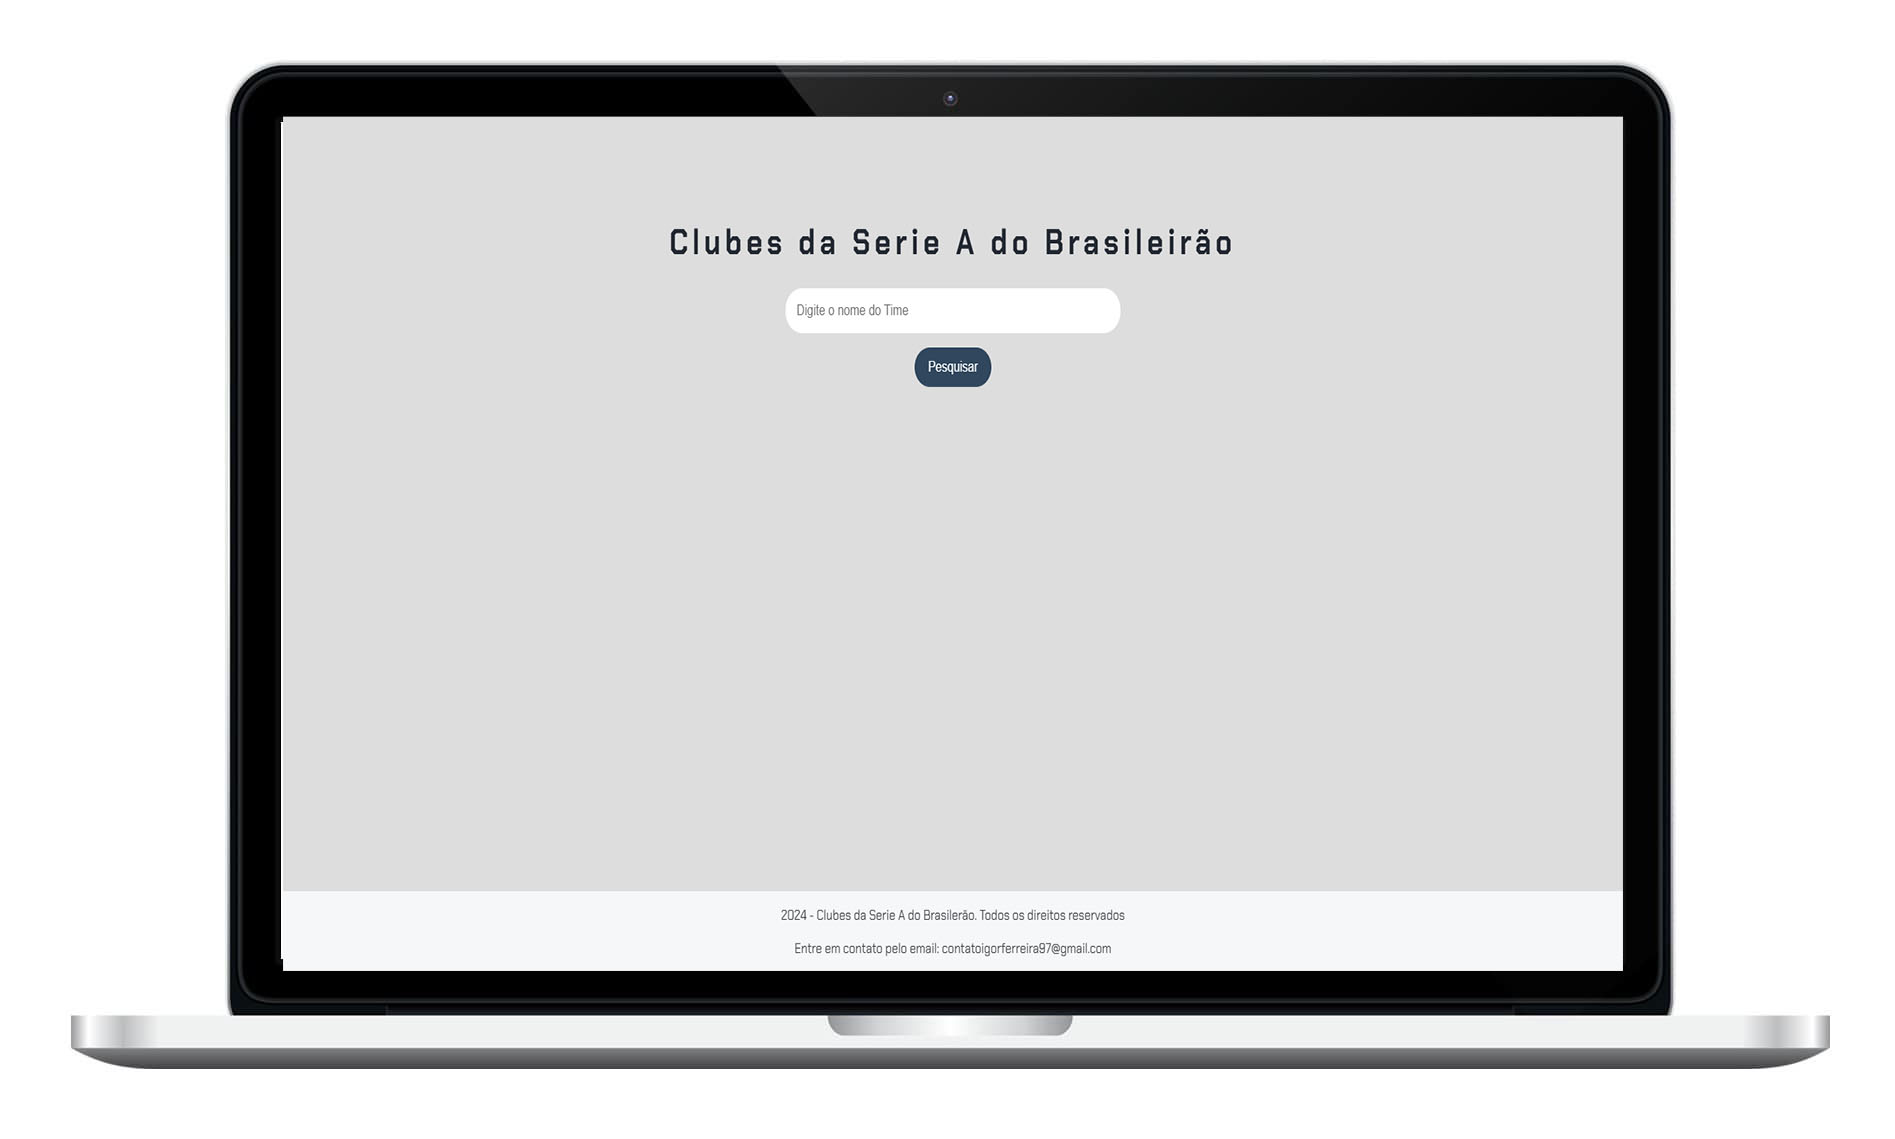 Clubes da Serie A do Brasileirão
Digite o nome do Time
Pesquisar
2024 - Clubes da Serie A do Brasilerão. Todos os direitos reservados
Entre em contato pelo email: contatoigorferreira97@gmail.com